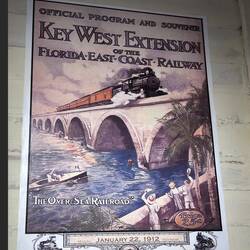 OFFICIAL PROGRAM AND SOUVENIR
KEY WEST EXTENSION
OF THE
FLORIDA EAST COAST RAILWAY
"THE OVER-SEA RAILROAD"
JANUARY 22, 1912